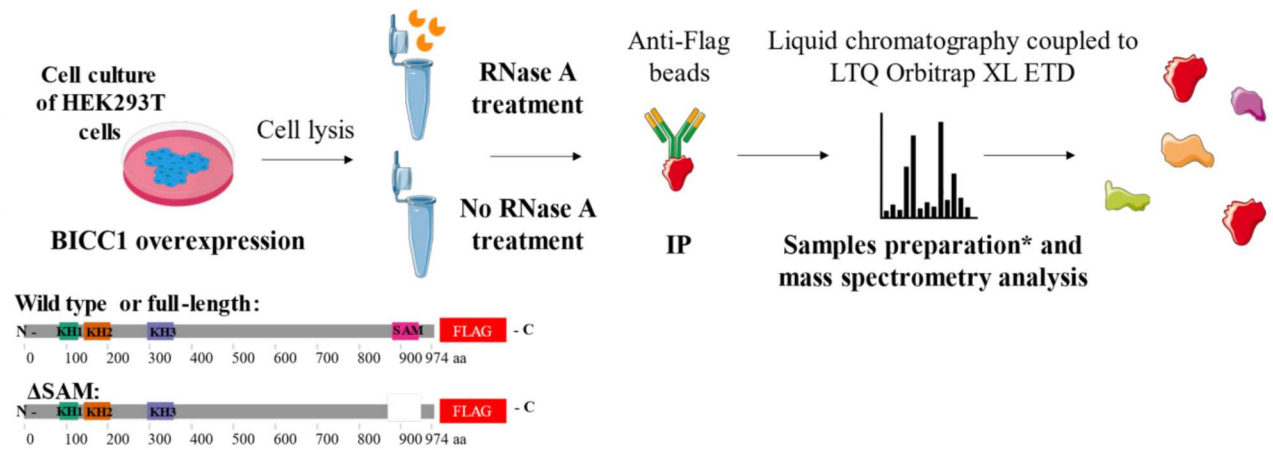 Cell culture
of HEK293T
cells
Cell lysis
BICC1 overexpression
RNase A
treatment
No RNase A
treatment
Anti-Flag
beads
IP
Liquid chromatography coupled to
LTQ Orbitrap XL ETD
Samples preparation* and
mass spectrometry analysis
Wild type or full-length:
N - KH1 KH2 KH3 SAM FLAG - C
0 100 200 300 400 500 600 700 800 900 974 aa
ΔSAM:
N - KH1 KH2 KH3 FLAG - C
0 100 200 300 400 500 600 700 800 900 974 aa